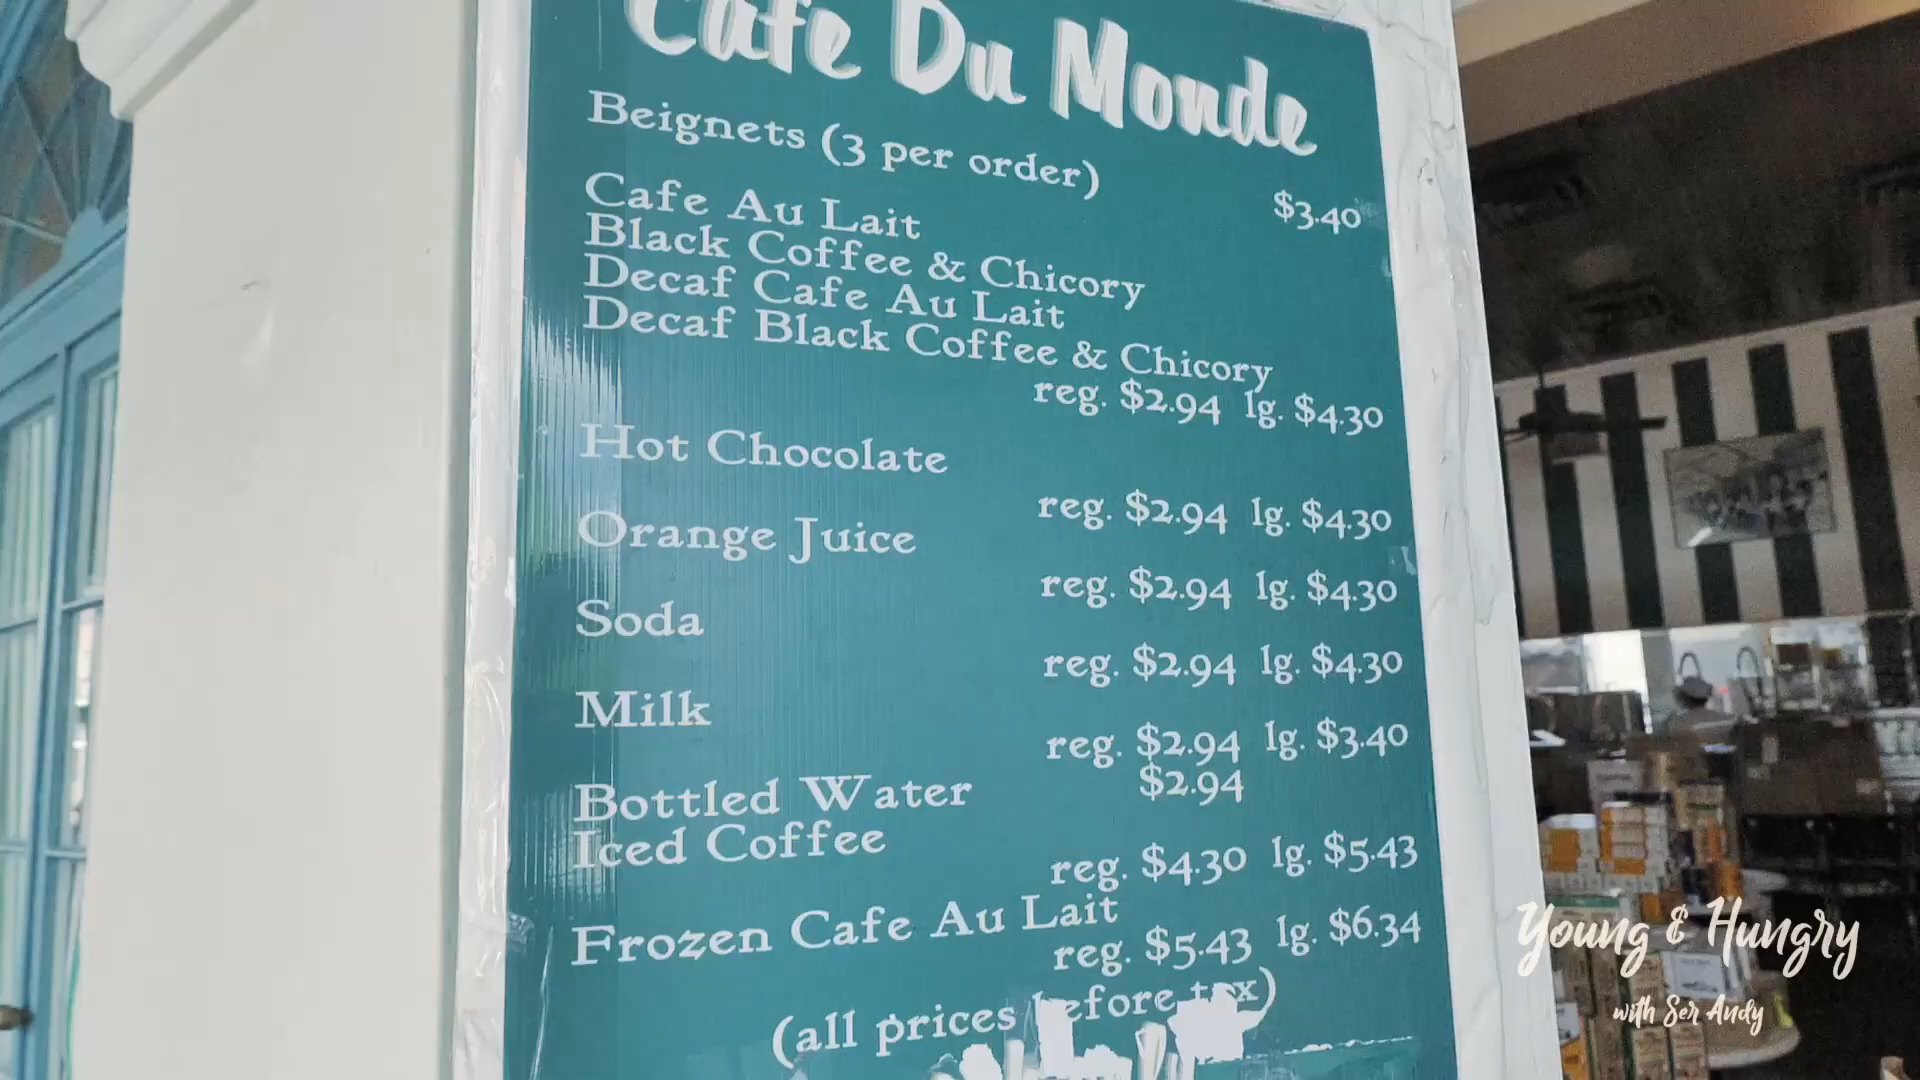 Cafe Du Monde
Beignets (3 per order)
$3.40
Cafe Au Lait
Black Coffee & Chicory
Decaf Cafe Au Lait
Decaf Black Coffee & Chicory
reg. $2.94 lg. $4.30
Hot Chocolate
reg. $2.94 lg. $4.30
Orange Juice
reg. $2.94 lg. $4.30
Soda
reg. $2.94 lg. $4.30
Milk
reg. $2.94 lg. $3.40
Bottled Water $2.94
Iced Coffee
reg. $4.30 lg. $5.43
Frozen Cafe Au Lait
reg. $5.43 lg. $6.34
(all prices before tax)
Young & Hungry
with Ser Andy